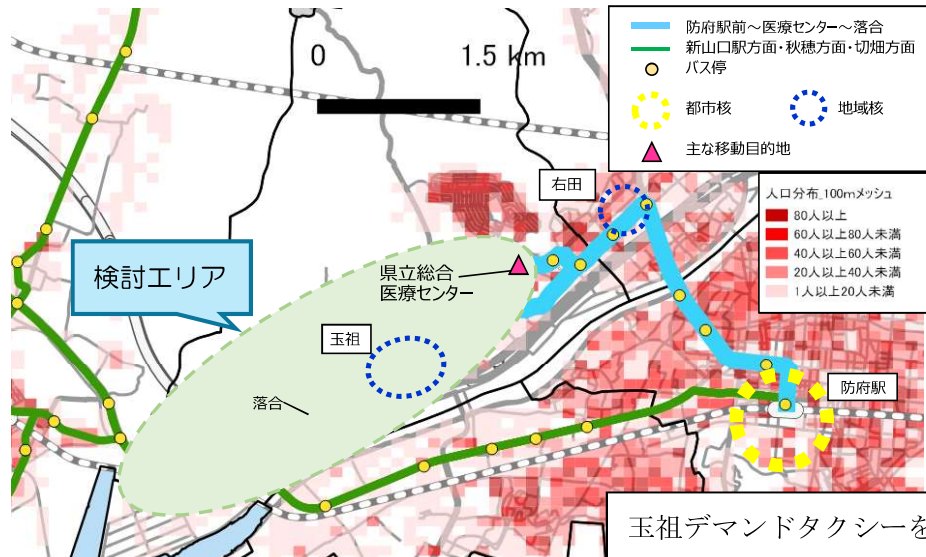 0 1.5 km
防府駅前～医療センター～落合
新山口駅方面・秋穂方面・切畑方面
バス停
都市核
地域核
主な移動目的地
人口分布_100mメッシュ
80人以上
60人以上80人未満
40人以上60人未満
20人以上40人未満
1人以上20人未満
右田
検討エリア
県立総合
医療センター
玉祖
落合
防府駅
玉祖デマンドタクシーを